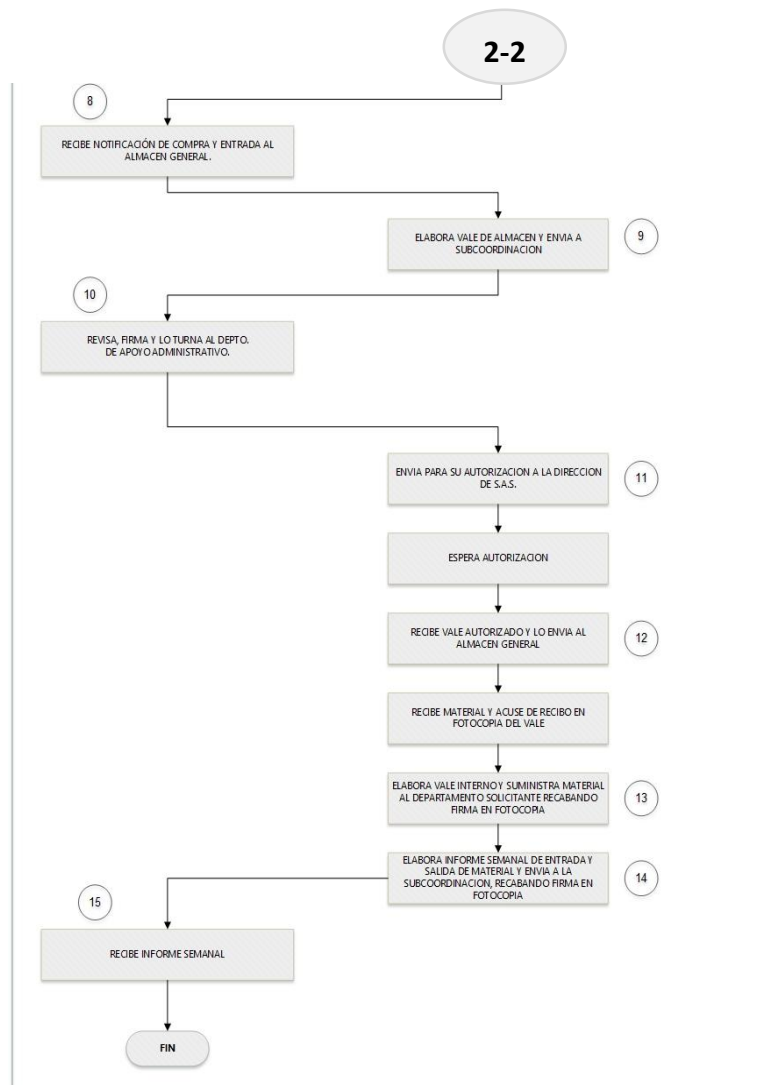 2-2
8
RECIBE NOTIFICACIÓN DE COMPRA Y ENTRADA AL
ALMACEN GENERAL.
ELABORA VALE DE ALMACEN Y ENVIA A
SUBCOORDINACION
9
10
REVISA, FIRMA Y LO TURNA AL DEPTO.
DE APOYO ADMINISTRATIVO.
ENVIA PARA SU AUTORIZACION A LA DIRECCION
DE S.A.S.
11
ESPERA AUTORIZACION
RECIBE VALE AUTORIZADO Y LO ENVIA AL
ALMACEN GENERAL
12
RECIBE MATERIAL Y ACUSE DE RECIBO EN
FOTOCOPIA DEL VALE
ELABORA VALE INTERNO Y SUMINISTRA MATERIAL
AL DEPARTAMENTO SOLICITANTE RECABANDO
FIRMA EN FOTOCOPIA
13
ELABORA INFORME SEMANAL DE ENTRADA Y
SALIDA DE MATERIAL Y ENVIA A LA
SUBCOORDINACION, RECABANDO FIRMA EN
FOTOCOPIA
14
15
RECIBE INFORME SEMANAL
FIN